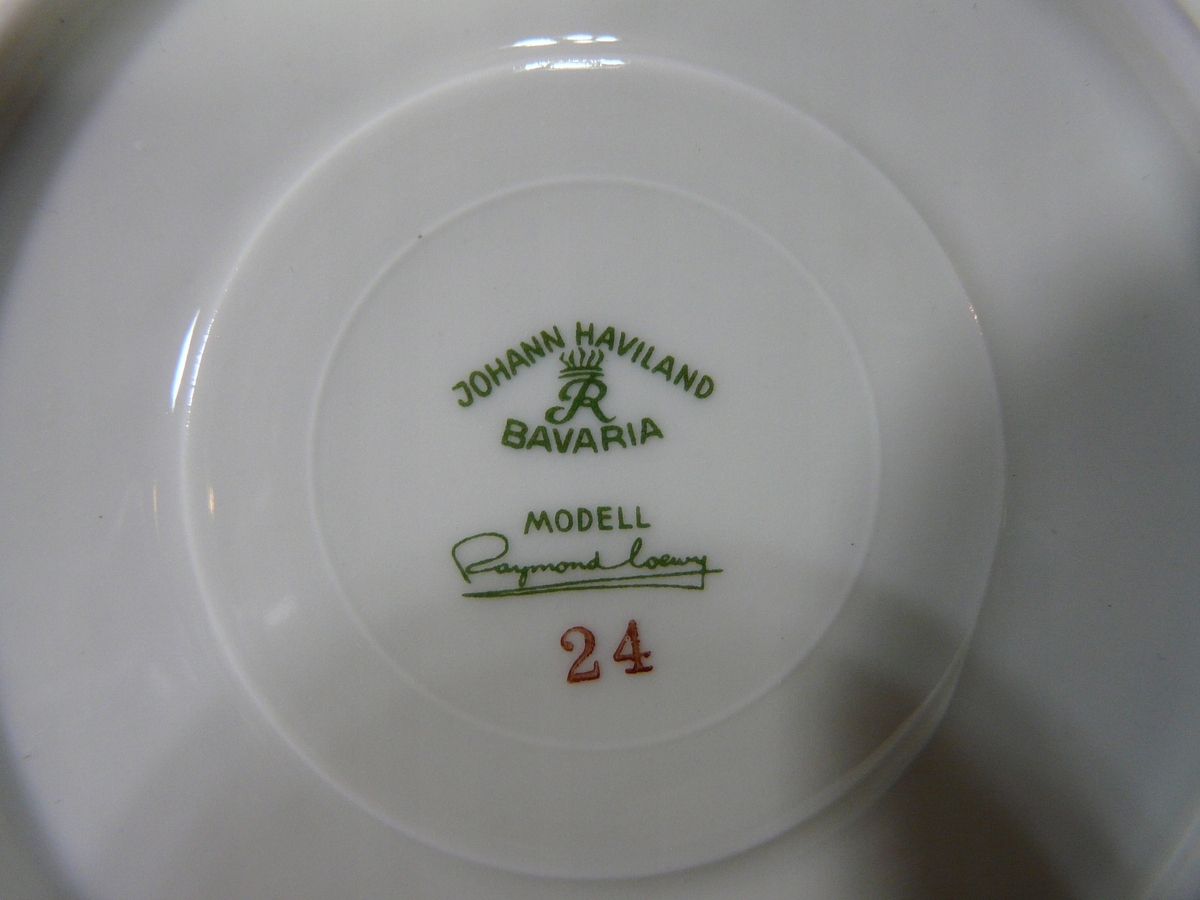 JOHANN HAVILAND
R
BAVARIA
MODELL
Raymond Loewy
24